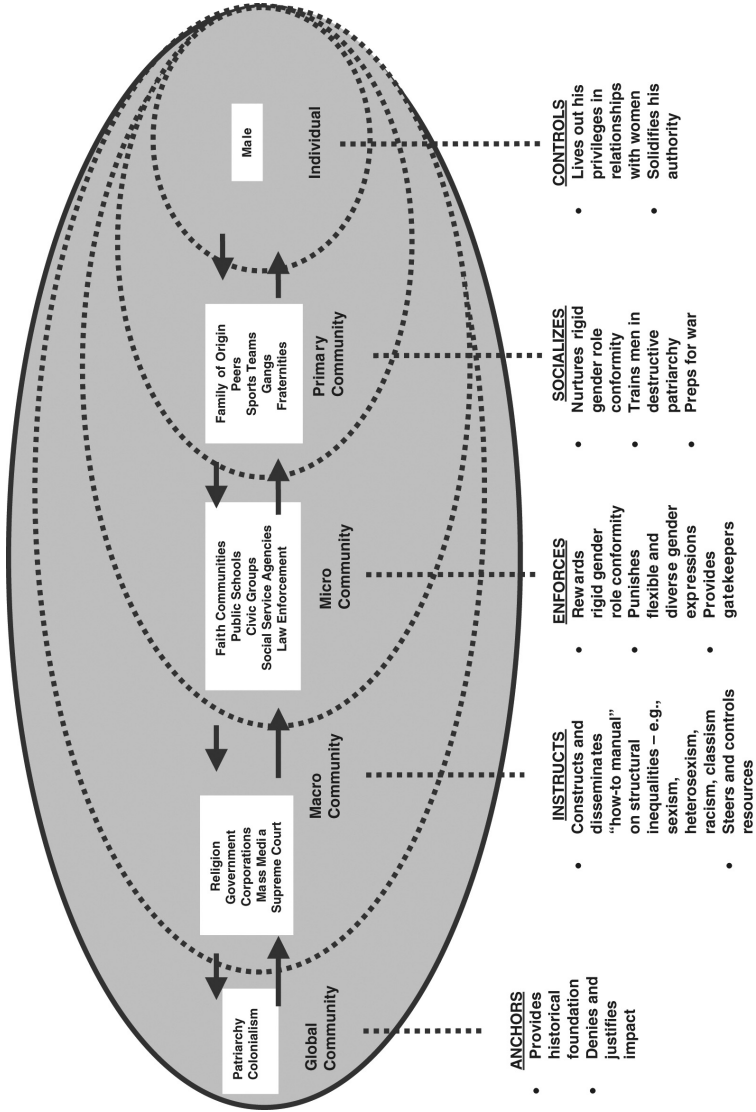 Patriarchy
Colonialism
Global
Community
Religion
Government
Corporations
Mass Media
Supreme Court
Macro
Community
Faith Communities
Public Schools
Civic Groups
Social Service Agencies
Law Enforcement
Micro
Community
Family of Origin
Peers
Sports Teams
Gangs
Fraternities
Primary
Community
Male
Individual
ANCHORS
• Provides
historical
foundation
• Denies and
justifies
impact
INSTRUCTS
• Constructs and
disseminates
“how-to manual”
on structural
inequalities – e.g.,
sexism,
heterosexism,
racism, classism
• Steers and controls
resources
ENFORCES
• Rewards
rigid gender
role conformity
• Punishes
flexible and
diverse gender
expressions
• Provides
gatekeepers
SOCIALIZES
• Nurtures rigid
gender role
conformity
• Trains men in
destructive
patriarchy
• Preps for war
CONTROLS
• Lives out his
privileges in
relationships
with women
• Solidifies his
authority